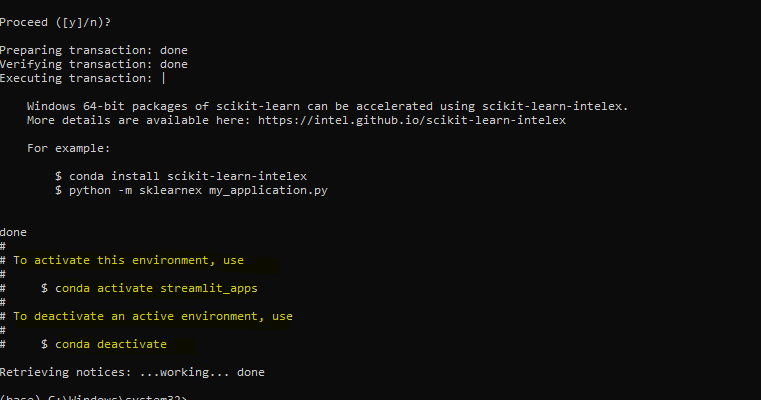 Proceed ([y]/n)?
Preparing transaction: done
Verifying transaction: done
Executing transaction: |
Windows 64-bit packages of scikit-learn can be accelerated using scikit-learn-intelex.
More details are available here: https://intel.github.io/scikit-learn-intelex
For example:
$ conda install scikit-learn-intelex
$ python -m sklearnex my_application.py
done
#
# To activate this environment, use
#
#     $ conda activate streamlit_apps
#
# To deactivate an active environment, use
#
#     $ conda deactivate
Retrieving notices: ...working... done
(base) C:\Windows\system32>